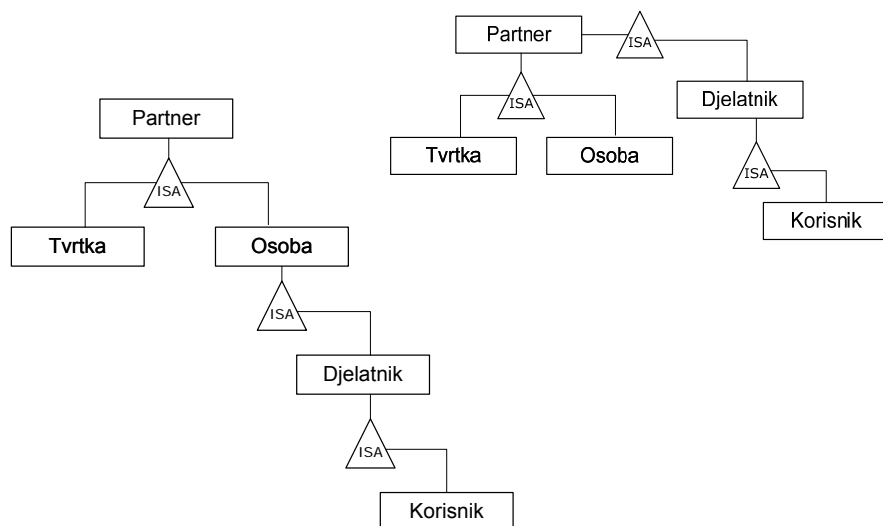 Partner
ISA
Tvrtka
Osoba
ISA
Djelatnik
ISA
Korisnik
Partner
ISA
Djelatnik
ISA
Tvrtka
Osoba
ISA
Korisnik